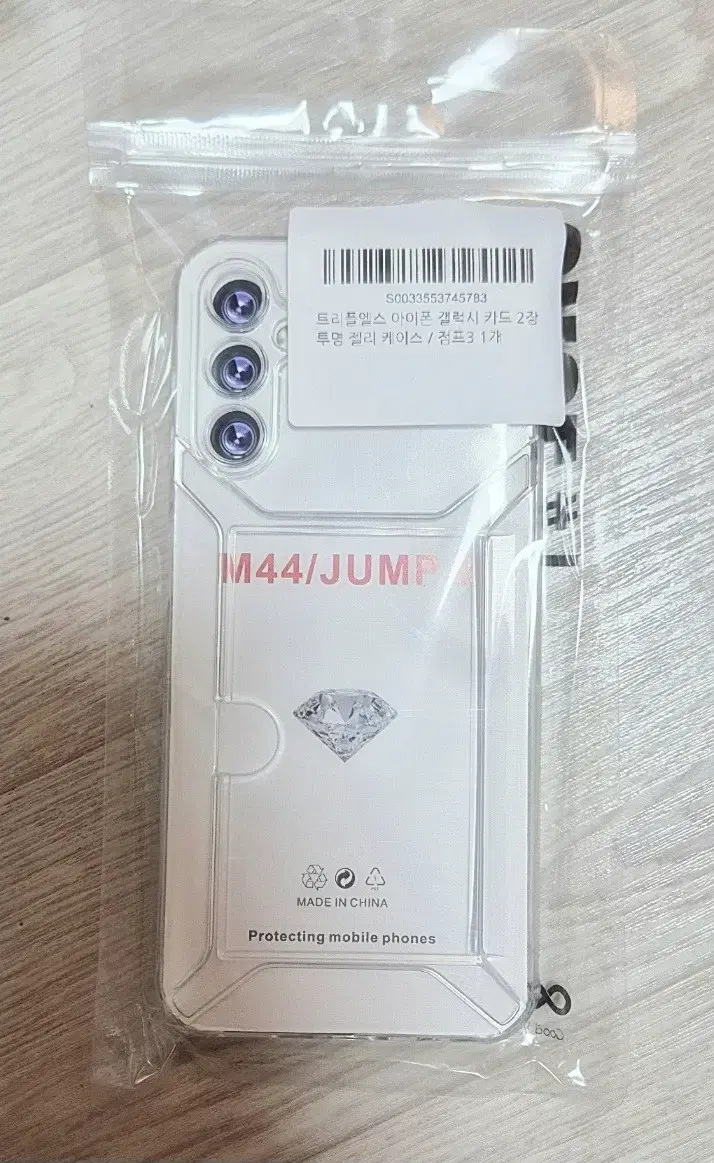 S0033553745783
트리플엘스 아이폰 갤럭시 카드 2장
투명 젤리 케이스 / 점프3 1개
M44/JUMP
MADE IN CHINA
Protecting mobile phones